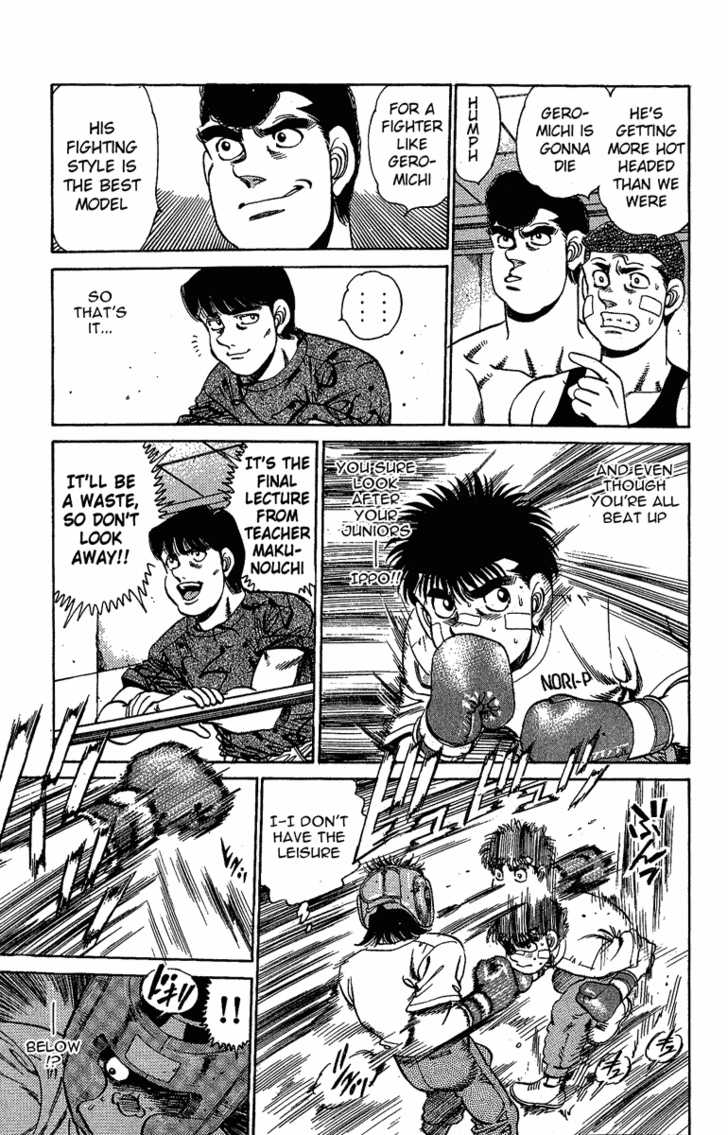 HE'S
GETTING
MORE HOT
HEADED
THAN WE
WERE
GERO-
MICHI IS
GONNA
DIE
HUMPH
FOR A
FIGHTER
LIKE
GERO-
MICHI
HIS
FIGHTING
STYLE IS
THE BEST
MODEL
......
SO
THAT'S
IT...
AND EVEN
THOUGH
YOU'RE ALL
BEAT UP
YOU SURE
LOOK
AFTER
YOUR
JUNIORS
—
IPPO!!
NORI-P
IT'S THE
FINAL
LECTURE
FROM
TEACHER
MAKU-
NOUCHI
IT'LL BE
A WASTE,
SO DON'T
LOOK
AWAY!!
I-I DON'T
HAVE THE
LEISURE
!!
ドキッ
—
BELOW
!?